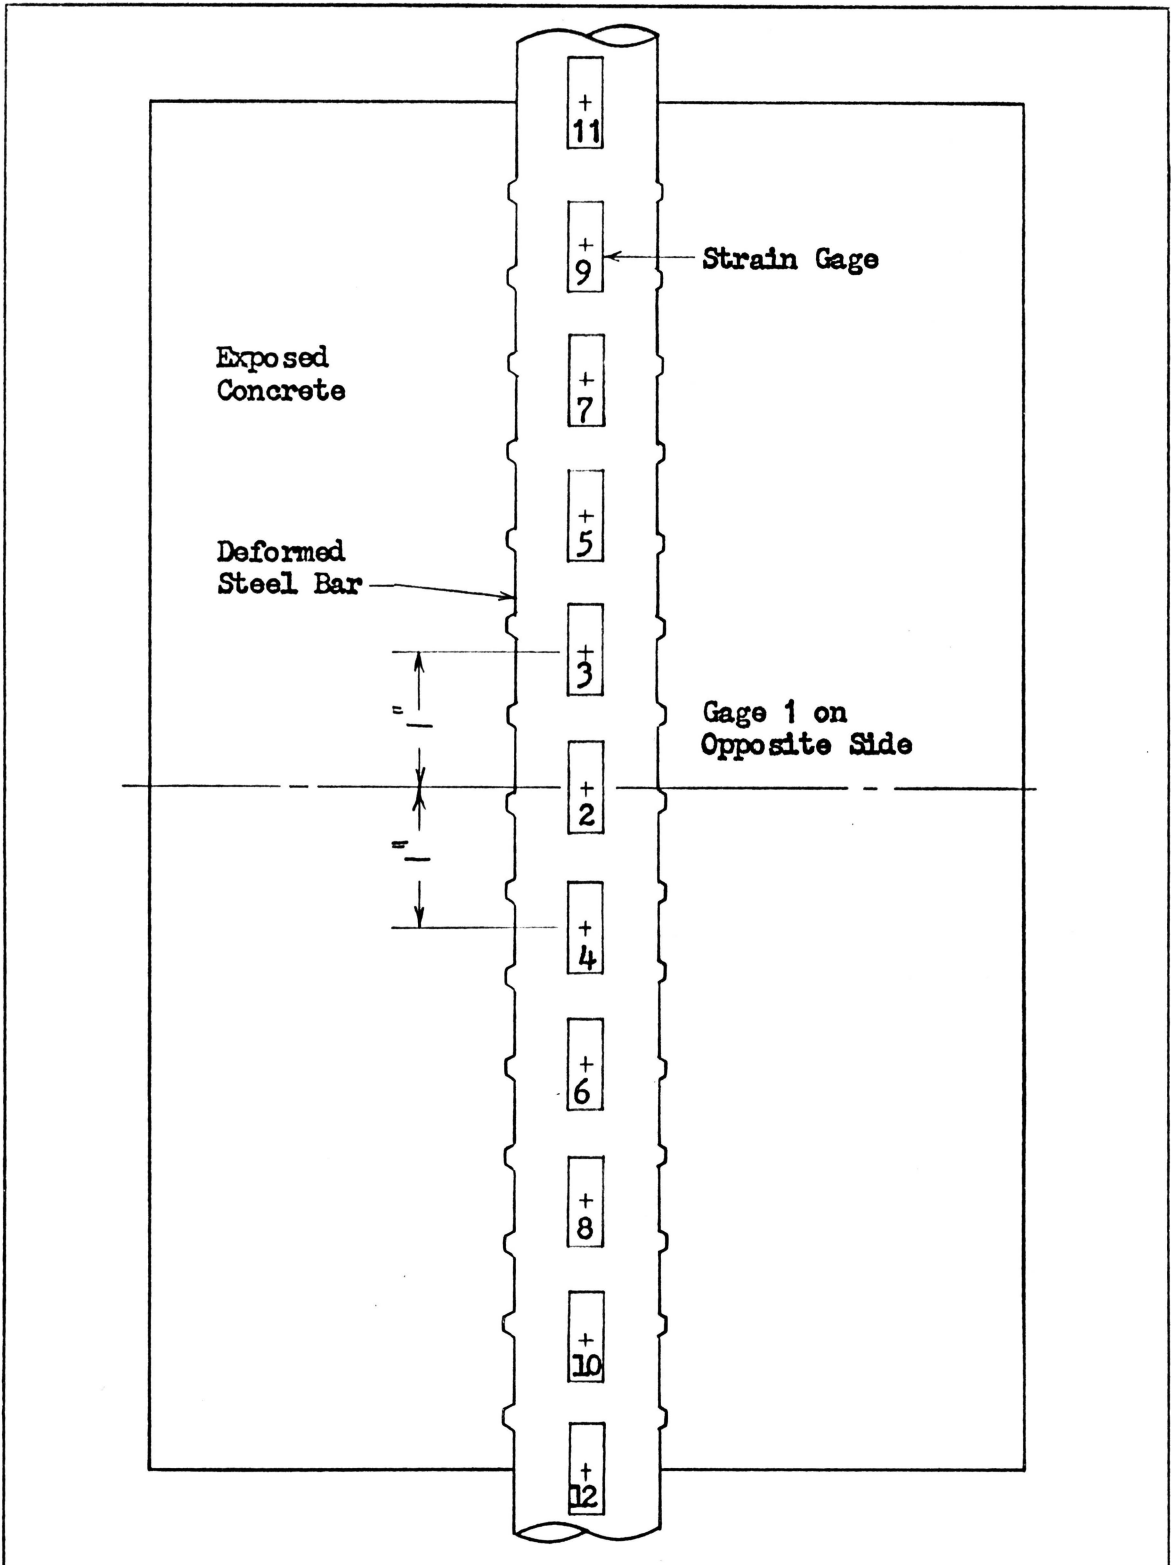 11
9
Strain Gage
Exposed
Concrete
7
5
Deformed
Steel Bar
3
1"
Gage 1 on
Opposite Side
2
1"
4
6
8
10
12